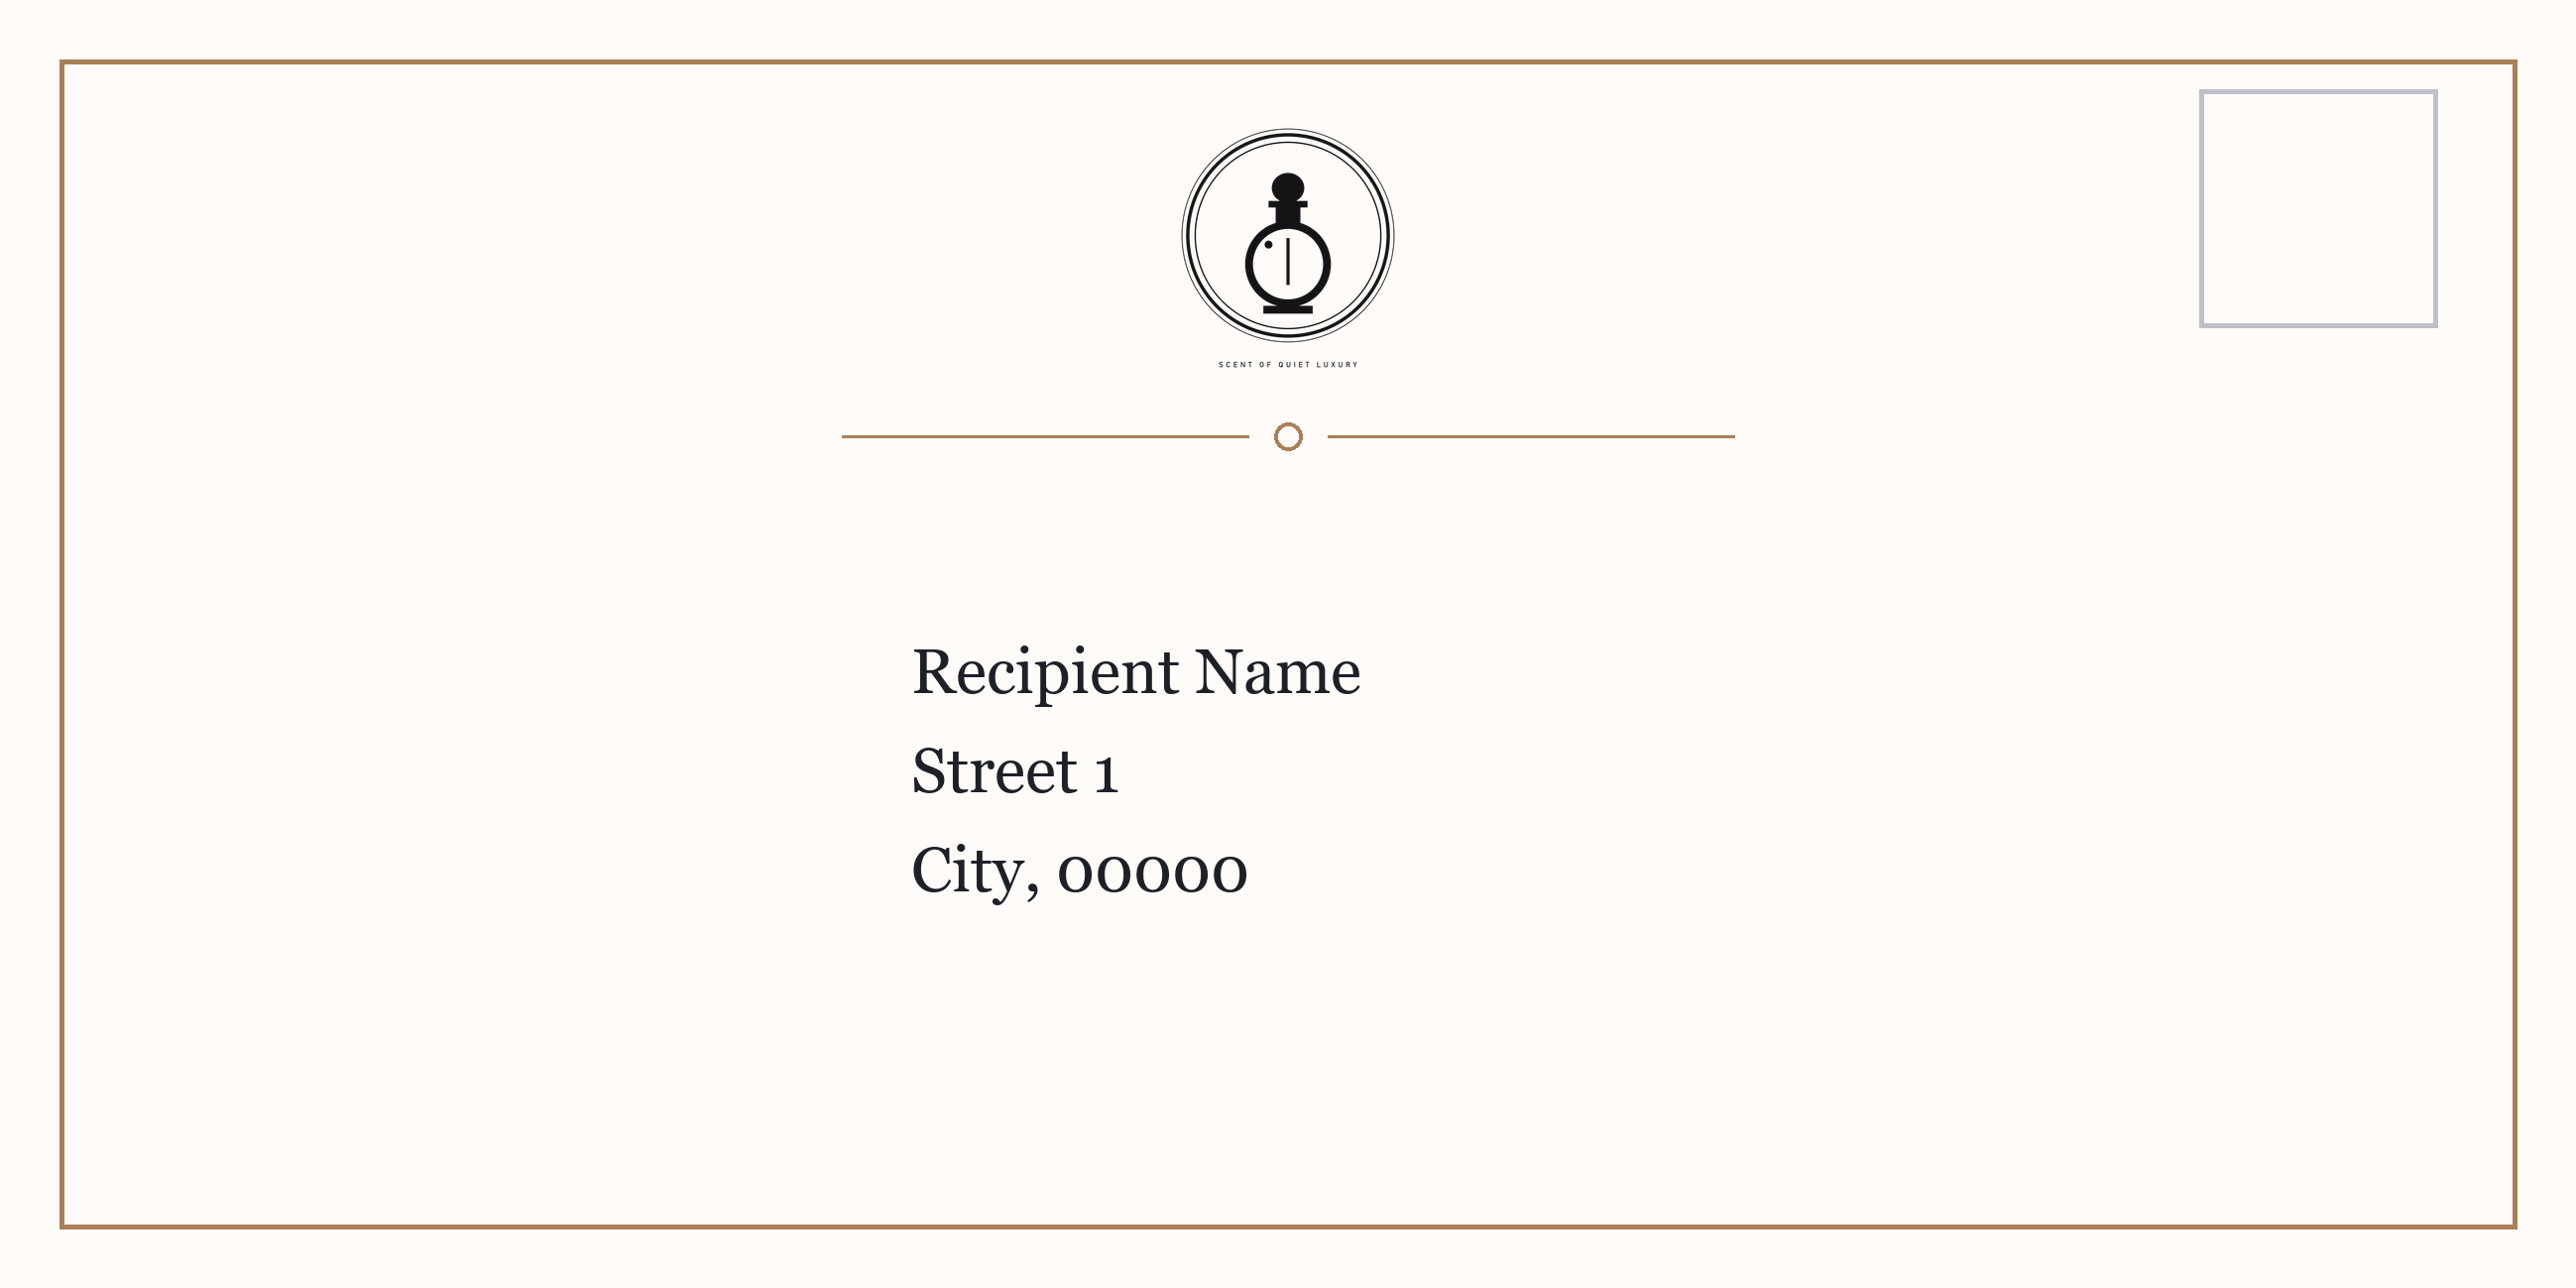 SCENT OF QUIET LUXURY
Recipient Name
Street 1
City, 00000